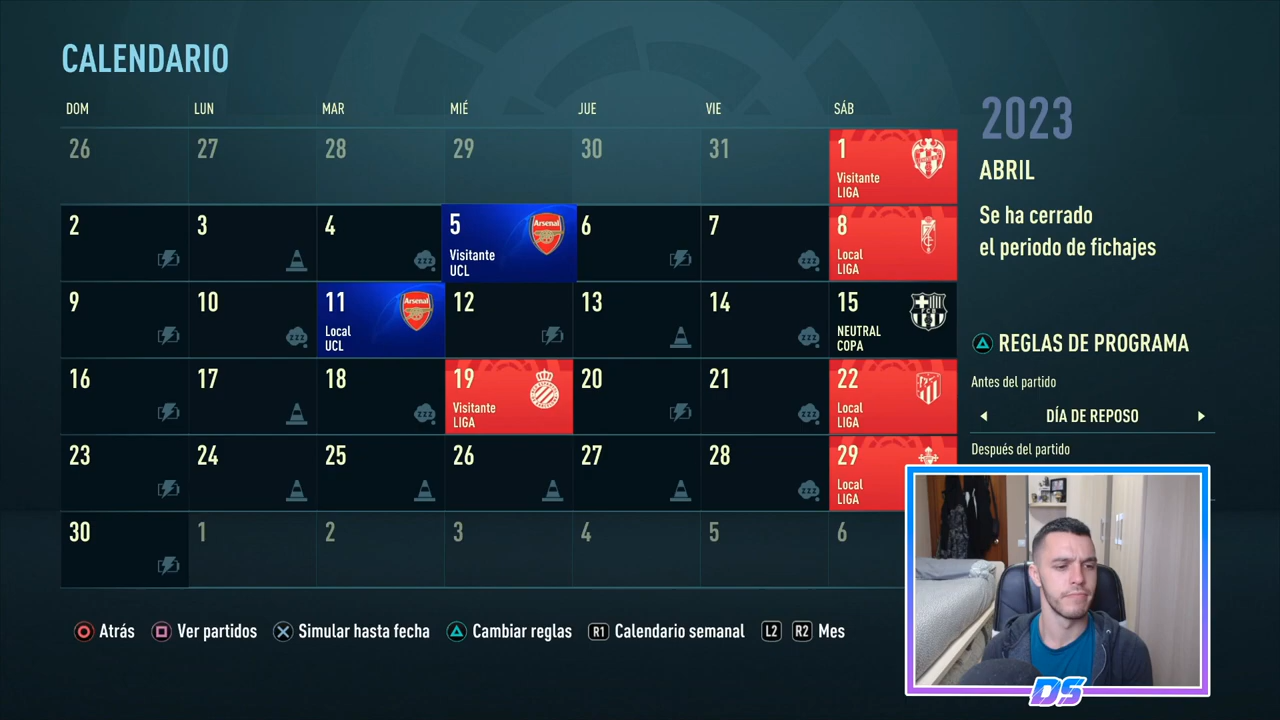 CALENDARIO
DOM LUN MAR MIÉ JUE VIE SÁB
26 27 28 29 30 31 1
Visitante
LIGA
2 3 4 5 6 7 8
Arsenal
Visitante
UCL
Local
LIGA
9 10 11 12 13 14 15
Arsenal
Local
UCL
NEUTRAL
COPA
16 17 18 19 20 21 22
Visitante
LIGA
Local
LIGA
23 24 25 26 27 28 29
Local
LIGA
30 1 2 3 4 5 6
2023
ABRIL
Se ha cerrado
el periodo de fichajes
REGLAS DE PROGRAMA
Antes del partido
DÍA DE REPOSO
Después del partido
Atrás Ver partidos Simular hasta fecha Cambiar reglas R1 Calendario semanal L2 R2 Mes
DS